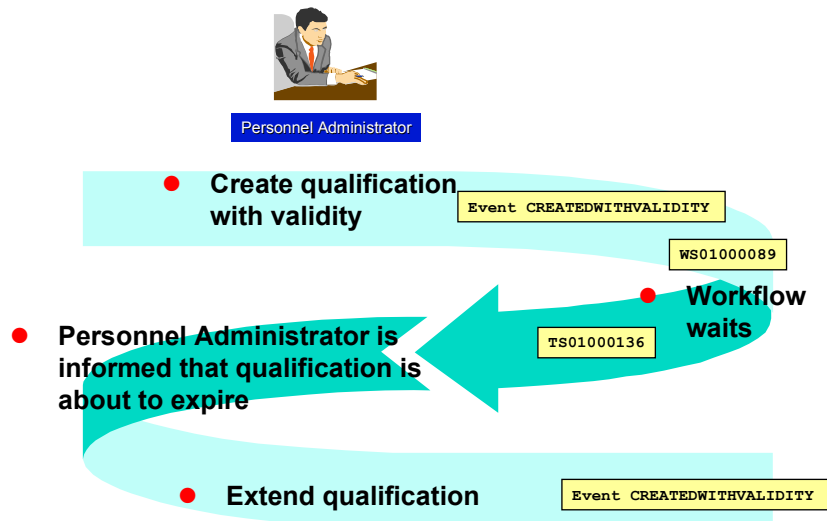 Personnel Administrator
Create qualification
with validity
Event CREATEDWITHVALIDITY
WS01000089
Workflow
waits
TS01000136
Personnel Administrator is
informed that qualification is
about to expire
Extend qualification
Event CREATEDWITHVALIDITY